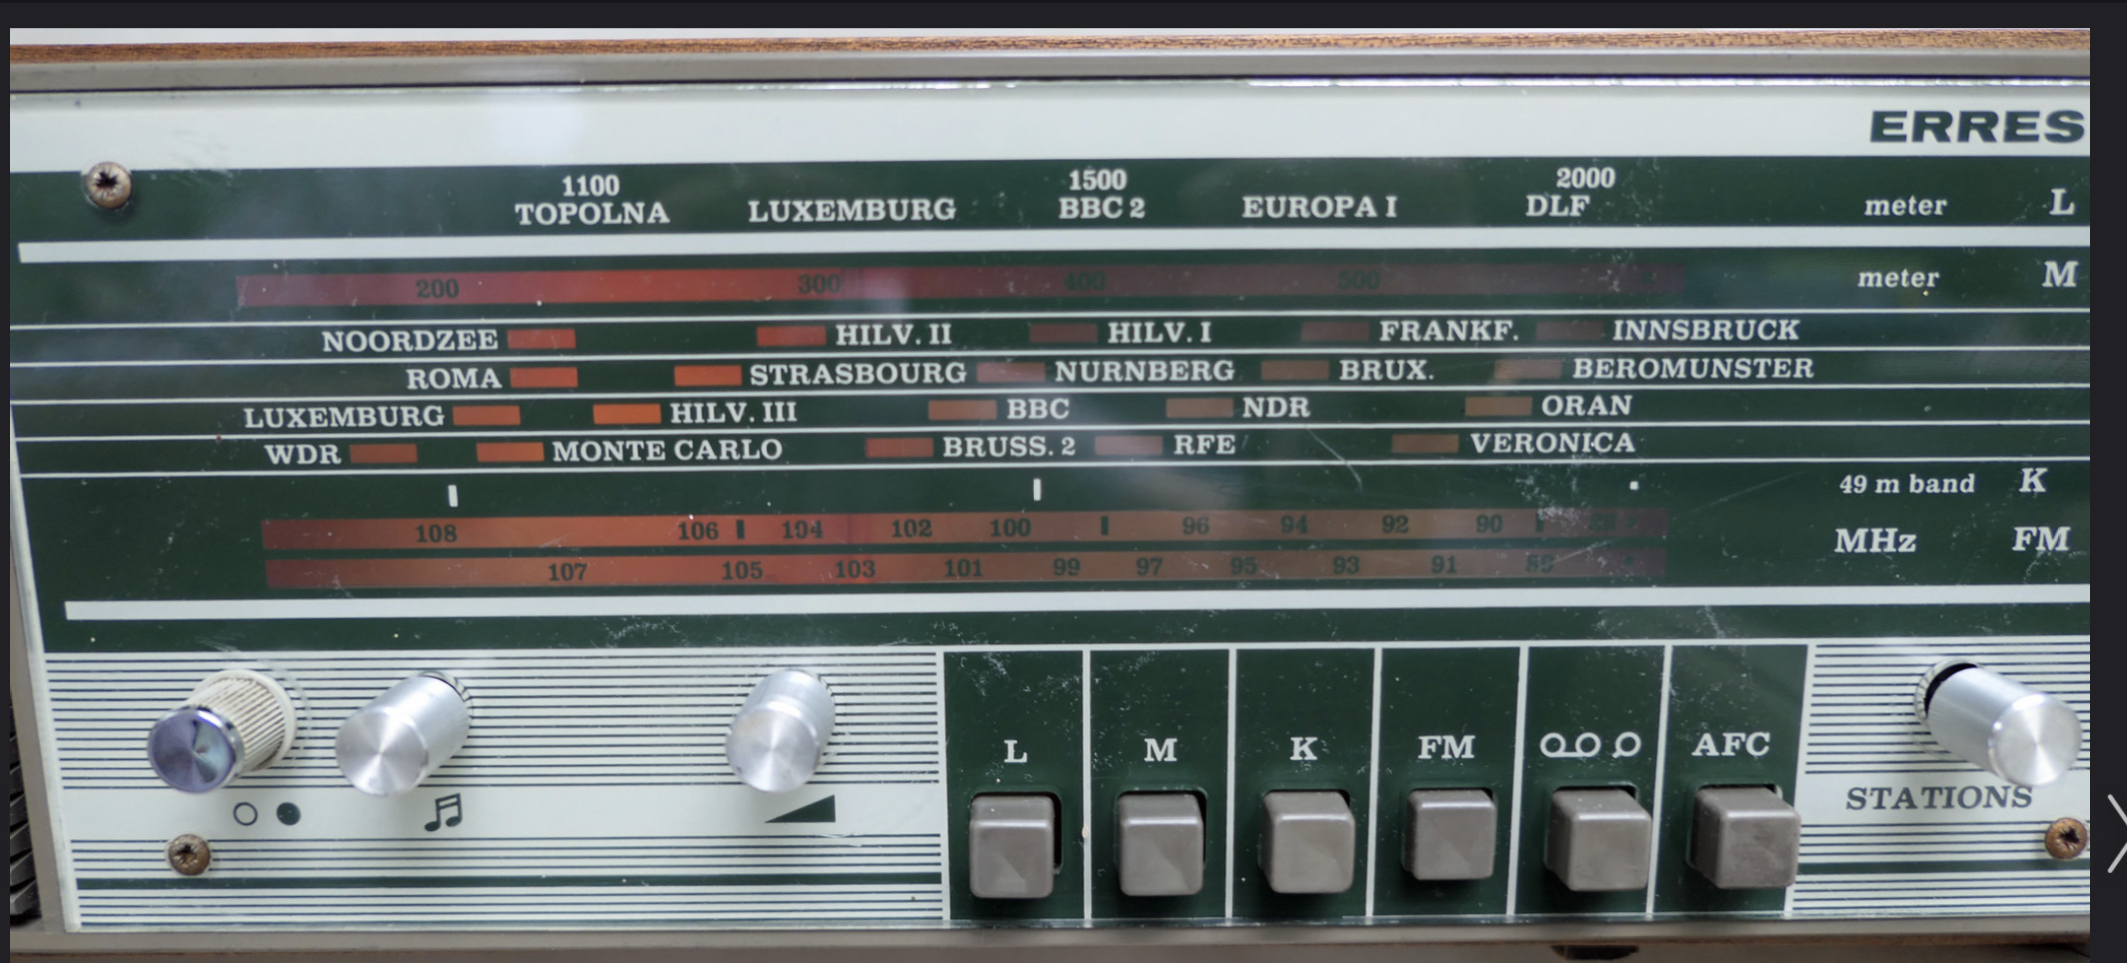 ERRES
1100 1500 2000
TOPOLNA LUXEMBURG BBC 2 EUROPA I DLF meter L
200 300 400 500 meter M
NOORDZEE HILV. II HILV. I FRANKF. INNSBRUCK
ROMA STRASBOURG NURNBERG BRUX. BEROMUNSTER
LUXEMBURG HILV. III BBC NDR ORAN
WDR MONTE CARLO BRUSS. 2 RFE VERONICA
49 m band K
108 106 104 102 100 96 94 92 90 88 MHz FM
107 105 103 101 99 97 95 93 91 89
L M K FM AFC
STATIONS